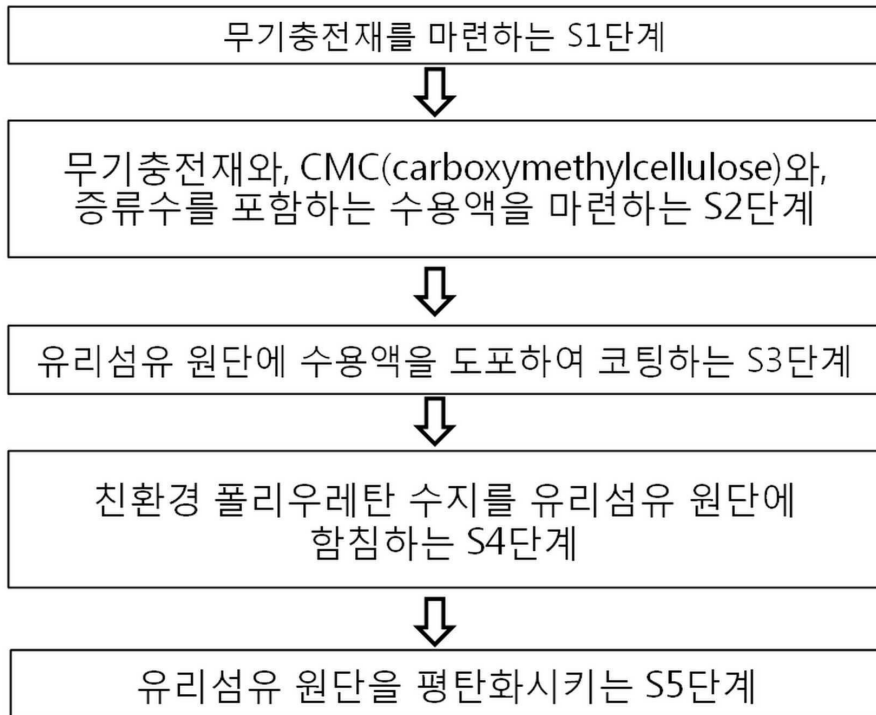 무기충전재를 마련하는 S1단계
무기충전재와, CMC(carboxymethylcellulose)와,
증류수를 포함하는 수용액을 마련하는 S2단계
유리섬유 원단에 수용액을 도포하여 코팅하는 S3단계
친환경 폴리우레탄 수지를 유리섬유 원단에
함침하는 S4단계
유리섬유 원단을 평탄화시키는 S5단계